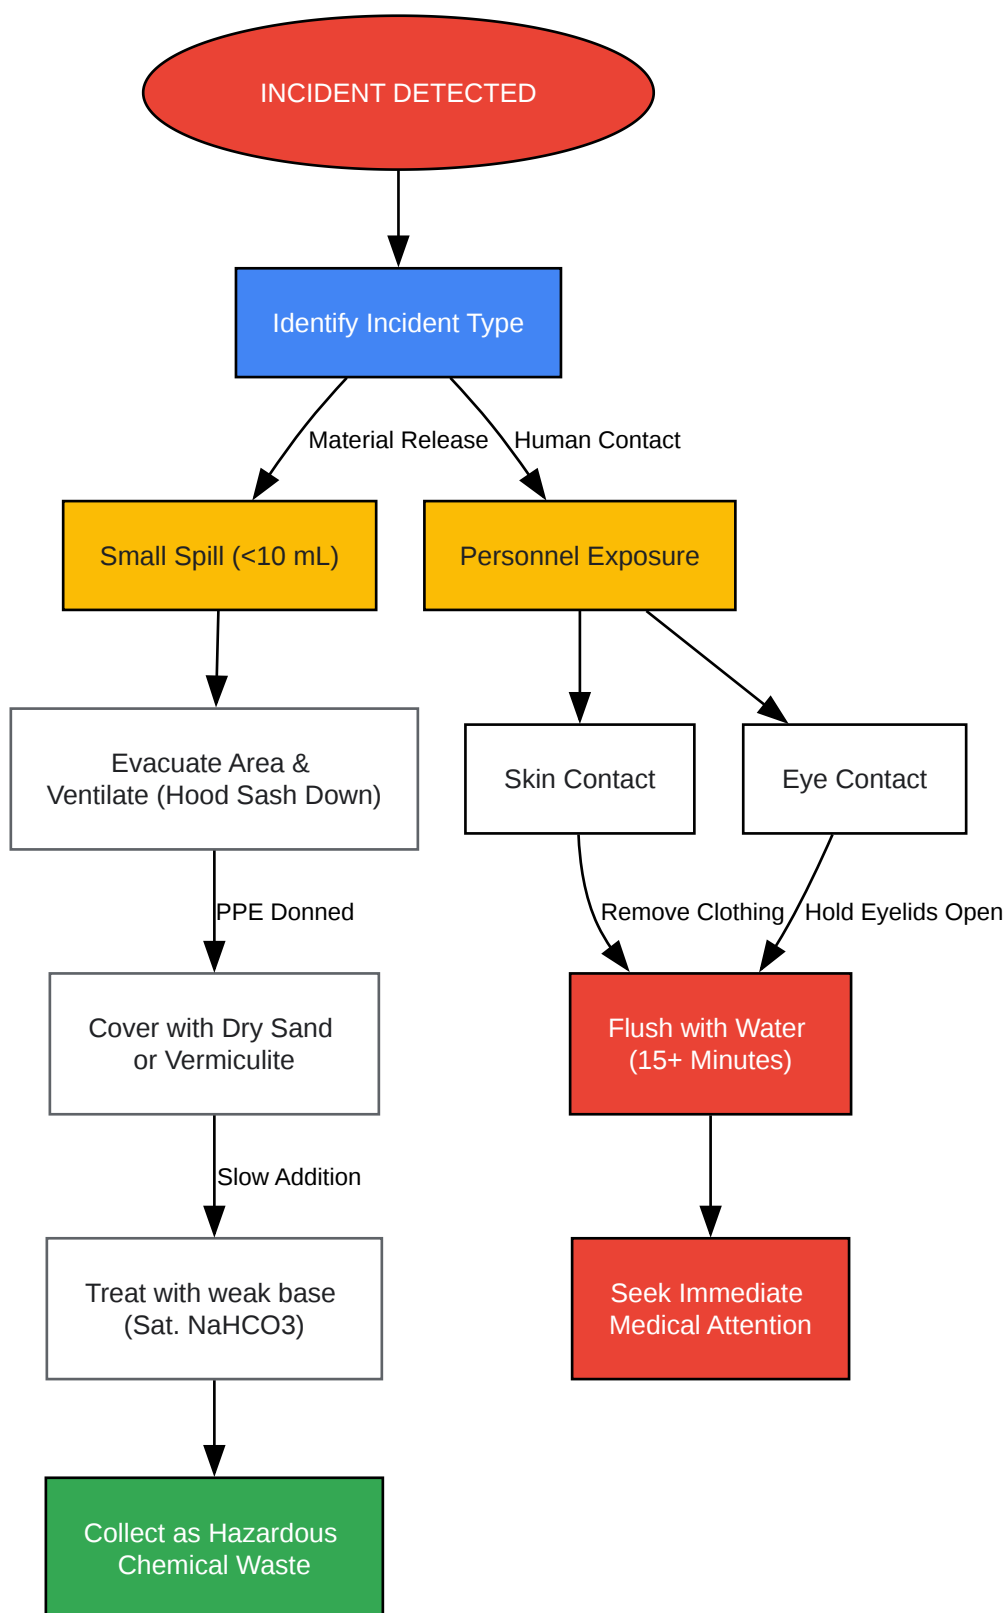 INCIDENT DETECTED
Identify Incident Type
Material Release
Human Contact
Small Spill (<10 mL)
Personnel Exposure
Evacuate Area &
Ventilate (Hood Sash Down)
Skin Contact
Eye Contact
PPE Donned
Remove Clothing
Hold Eyelids Open
Cover with Dry Sand
or Vermiculite
Flush with Water
(15+ Minutes)
Slow Addition
Treat with weak base
(Sat. NaHCO3)
Seek Immediate
Medical Attention
Collect as Hazardous
Chemical Waste